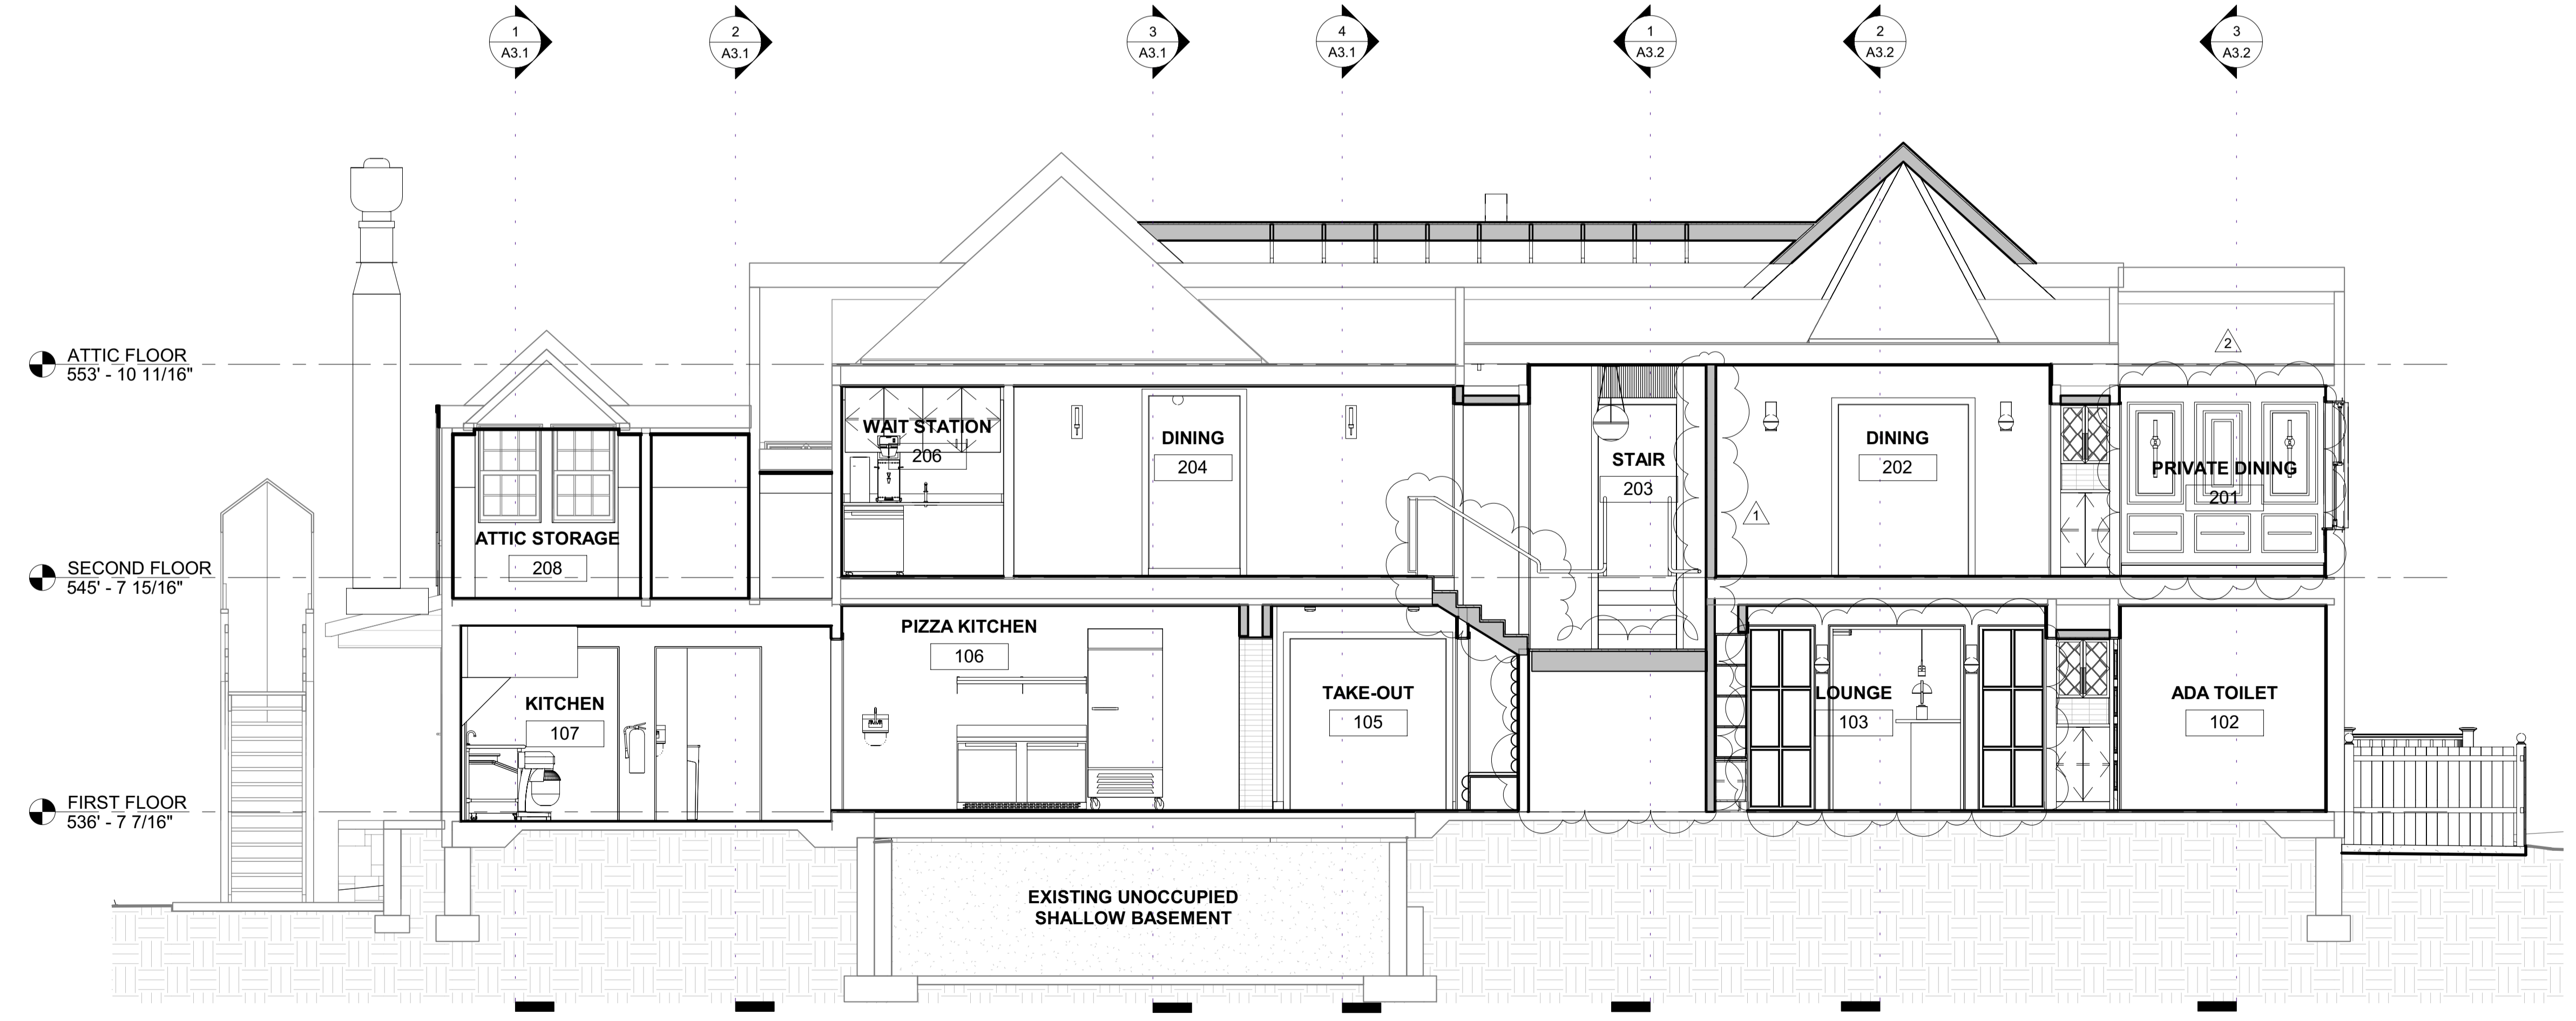 1
A3.1
2
A3.1
3
A3.1
4
A3.1
1
A3.2
2
A3.2
3
A3.2
ATTIC FLOOR
553' - 10 11/16"
2
WAIT STATION
206
DINING
204
STAIR
203
DINING
202
PRIVATE DINING
201
1
ATTIC STORAGE
208
SECOND FLOOR
545' - 7 15/16"
PIZZA KITCHEN
106
KITCHEN
107
TAKE-OUT
105
LOUNGE
103
ADA TOILET
102
FIRST FLOOR
536' - 7 7/16"
EXISTING UNOCCUPIED
SHALLOW BASEMENT